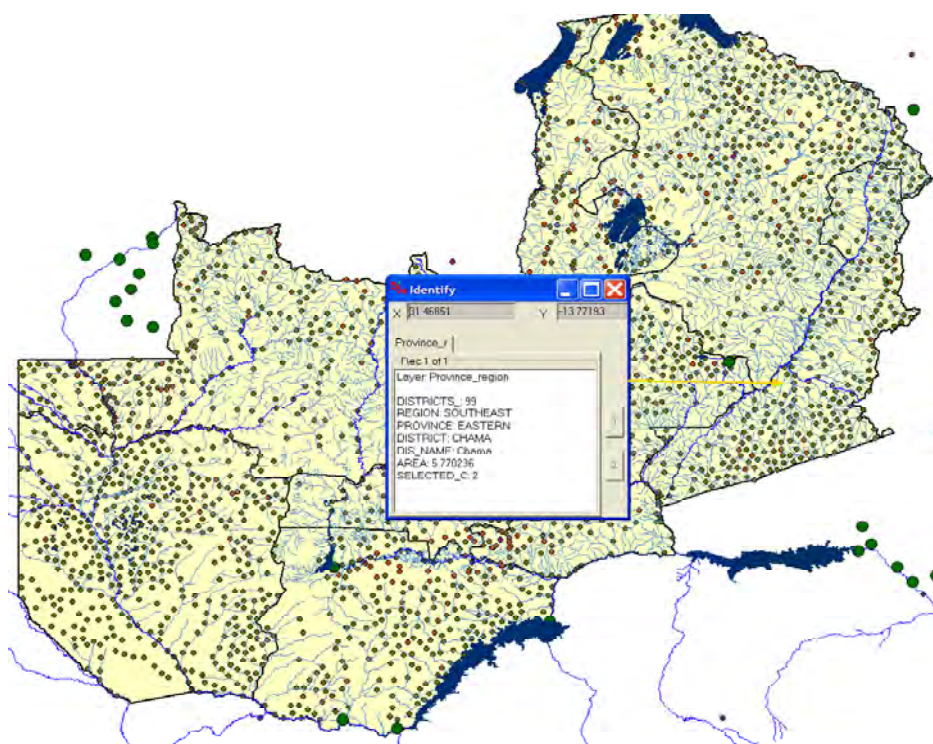 Identify
X 31.46851 Y -13.77193
Province_r
Rec 1 of 1
Layer: Province_region
DISTRICTS_: 99
REGION: SOUTHEAST
PROVINCE: EASTERN
DISTRICT: CHAMA
DIS_NAME: Chama
AREA: 5.770236
SELECTED_C: 2